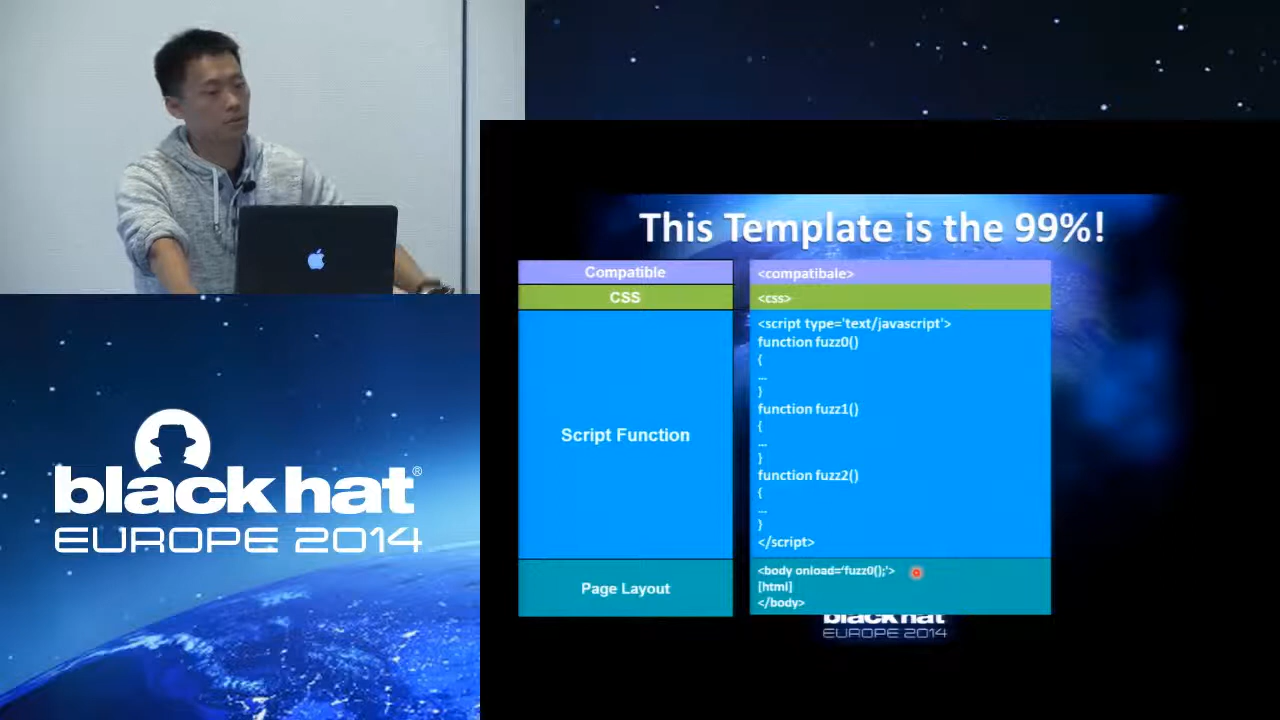 This Template is the 99%!
Compatible
CSS
Script Function
Page Layout
<compatibale>
<css>
<script type='text/javascript'>
function fuzz0()
{
...
}
function fuzz1()
{
...
}
function fuzz2()
{
...
}
</script>
<body onload='fuzz0();'>
[html]
</body>
black hat
EUROPE 2014
black hat®
EUROPE 2014